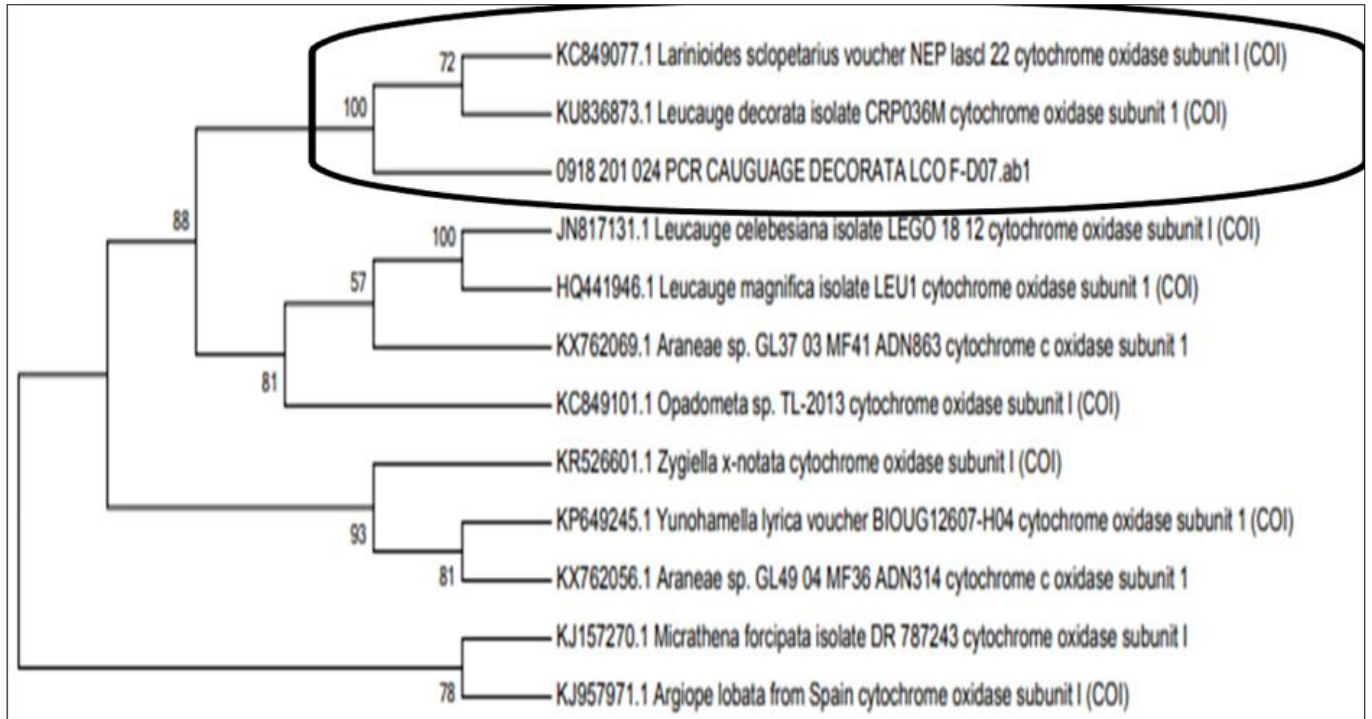 72
KC849077.1 Larinioides sclopetarius voucher NEP lascl 22 cytochrome oxidase subunit I (COI)
100
KU836873.1 Leucauge decorata isolate CRP036M cytochrome oxidase subunit 1 (COI)
0918 201 024 PCR CAUGUAGE DECORATA LCO F-D07.ab1
88
100
JN817131.1 Leucauge celebesiana isolate LEGO 18 12 cytochrome oxidase subunit I (COI)
57
HQ441946.1 Leucauge magnifica isolate LEU1 cytochrome oxidase subunit 1 (COI)
KX762069.1 Araneae sp. GL37 03 MF41 ADN863 cytochrome c oxidase subunit 1
81
KC849101.1 Opadometa sp. TL-2013 cytochrome oxidase subunit I (COI)
KR526601.1 Zygiella x-notata cytochrome oxidase subunit I (COI)
93
KP649245.1 Yunohamella lyrica voucher BIOUG12607-H04 cytochrome oxidase subunit 1 (COI)
81
KX762056.1 Araneae sp. GL49 04 MF36 ADN314 cytochrome c oxidase subunit 1
KJ157270.1 Micrathena forcipata isolate DR 787243 cytochrome oxidase subunit I
78
KJ957971.1 Argiope lobata from Spain cytochrome oxidase subunit I (COI)